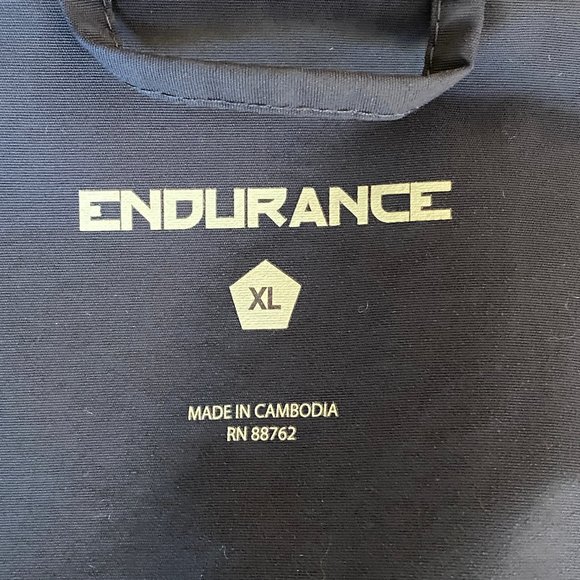 ENDURANCE
XL
MADE IN CAMBODIA
RN 88762